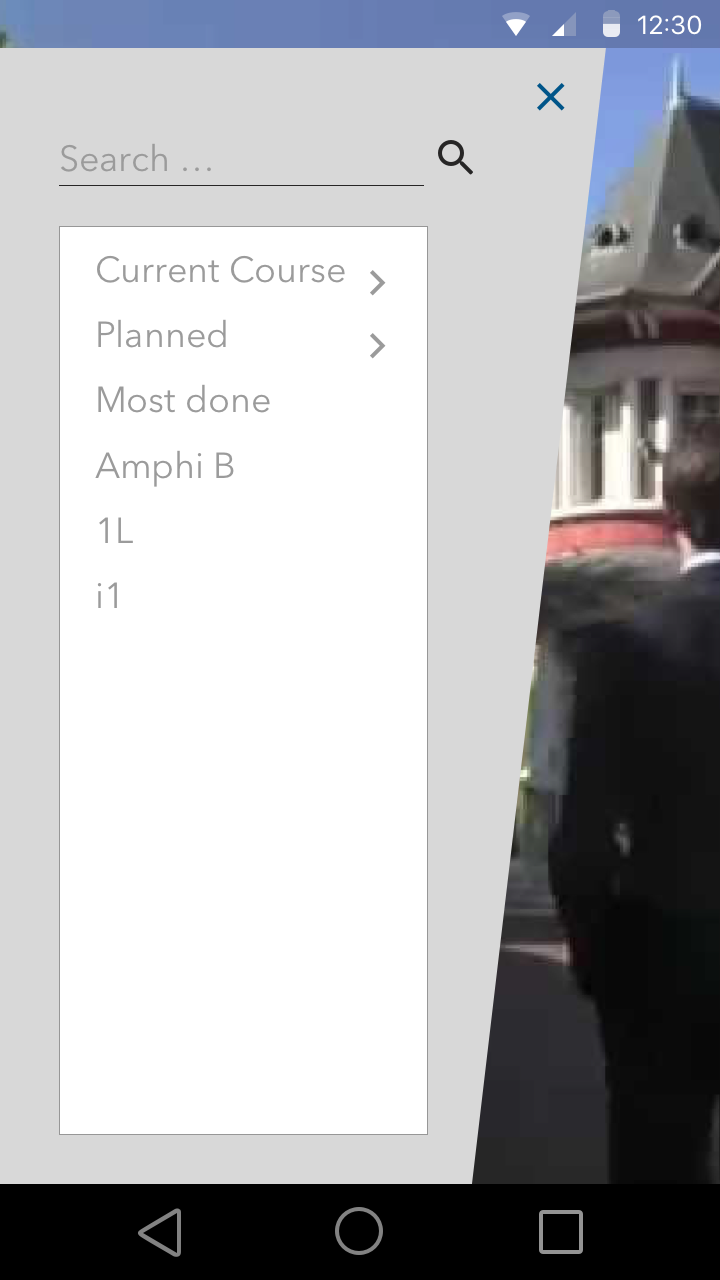 12:30
Search ...
Current Course
Planned
Most done
Amphi B
1L
i1